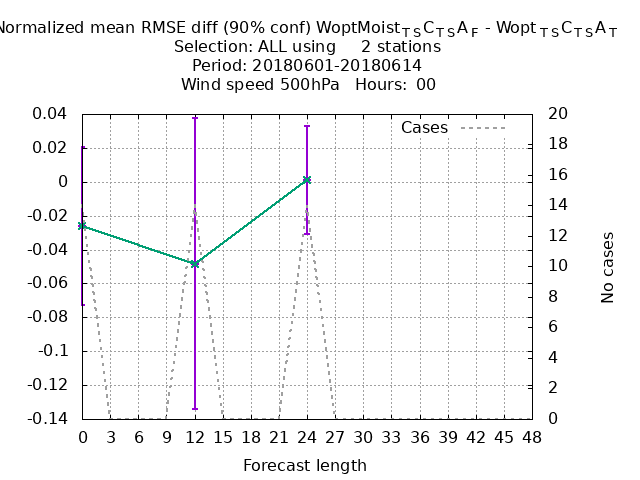 Normalized mean RMSE diff (90% conf) WoptMoist_TSC_TSA_F - Wopt_TSC_TSA_T
Selection: ALL using 2 stations
Period: 20180601-20180614
Wind speed 500hPa Hours: 00
Cases
0.04
0.02
0
-0.02
-0.04
-0.06
-0.08
-0.1
-0.12
-0.14
20
18
16
14
12
10
8
6
4
2
0
No cases
0 3 6 9 12 15 18 21 24 27 30 33 36 39 42 45 48
Forecast length